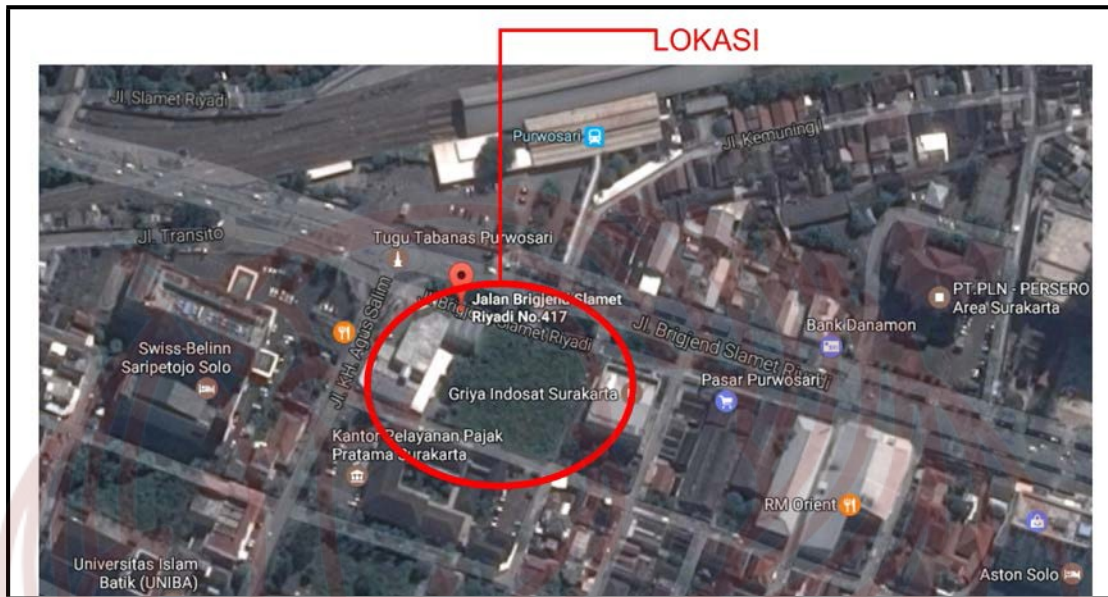 LOKASI
Jl. Slamet Riyadi
Purwosari
Jl. Kemuning I
Jl. Transito
Tugu Tabanas Purwosari
Jl. KH. Agus Salim
Jalan Brigjend Slamet
Riyadi No:417
Jl. Brigjend Slamet Riyadi
Jl. Brigjend Slamet Riyadi
PT.PLN - PERSERO
Area Surakarta
Bank Danamon
Swiss-Belinn
Saripetojo Solo
Griya Indosat Surakarta
Pasar Purwosari
Kantor Pelayanan Pajak
Pratama Surakarta
RM Orient
Universitas Islam
Batik (UNIBA)
Aston Solo